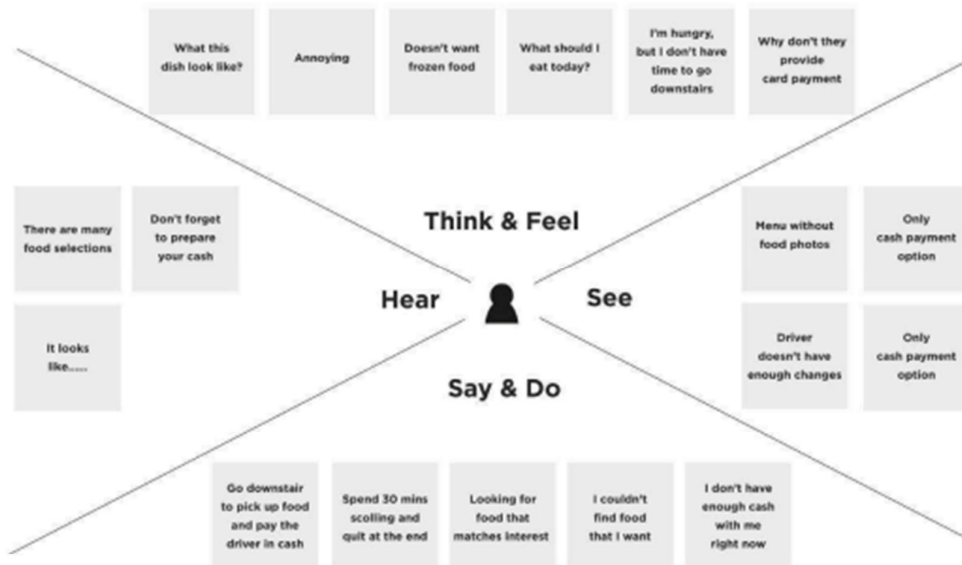 What this
dish look like?
Annoying
Doesn't want
frozen food
What should I
eat today?
I'm hungry,
but I don't have
time to go
downstairs
Why don't they
provide
card payment
Think & Feel
There are many
food selections
Don't forget
to prepare
your cash
It looks
like.....
Hear
See
Menu without
food photos
Only
cash payment
option
Driver
doesn't have
enough changes
Only
cash payment
option
Say & Do
Go downstair
to pick up food
and pay the
driver in cash
Spend 30 mins
scolling and
quit at the end
Looking for
food that
matches interest
I couldn't
find food
that I want
I don't have
enough cash
with me
right now